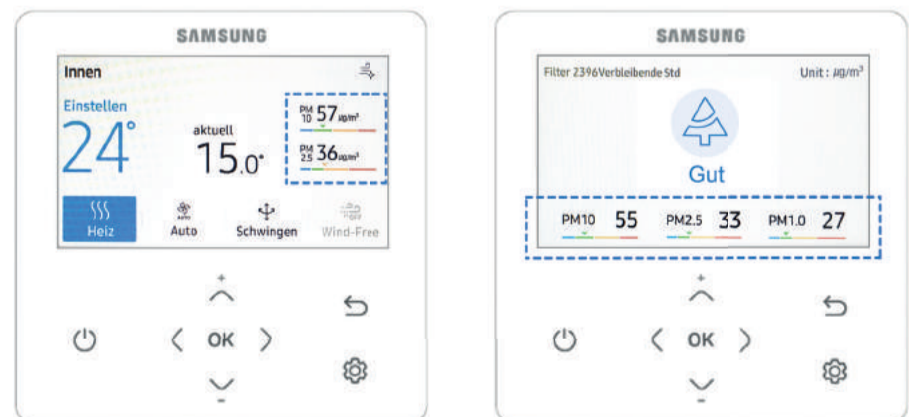 SAMSUNG
Innen
Einstellen
24°
aktuell
15.0°
PM 10 57 µg/m³
PM 2.5 36 µg/m³
Heiz
AUTO
Auto
Schwingen
OFF
Wind-Free
+
OK
-
SAMSUNG
Filter 2396Verbleibende Std
Unit : µg/m³
Gut
PM10 55 PM2.5 33 PM1.0 27
+
OK
-